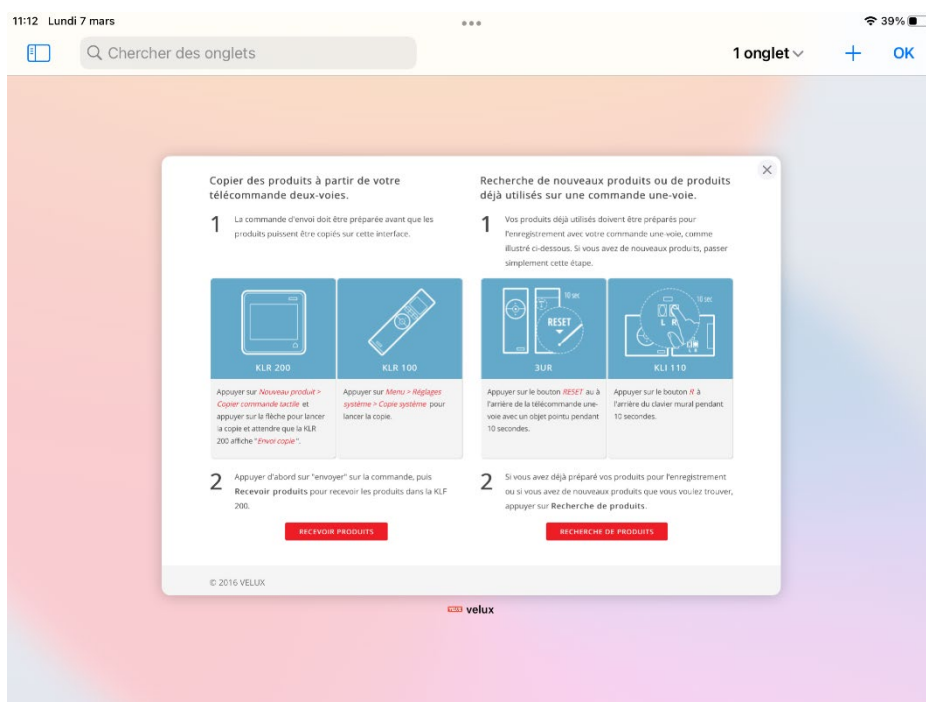 11:12 Lundi 7 mars
39%
Chercher des onglets
1 onglet
OK
Copier des produits à partir de votre
télécommande deux-voies.
1
La commande d'envoi doit être préparée avant que les
produits puissent être copiés sur cette interface.
KLR 200
KLR 100
Appuyer sur Nouveau produit >
Copier commande tactile et
appuyer sur la flèche pour lancer
la copie et attendre que la KLR
200 affiche "Envoi copie".
Appuyer sur Menu > Réglages
système > Copie système pour
lancer la copie.
2
Appuyer d'abord sur "envoyer" sur la commande, puis
Recevoir produits pour recevoir les produits dans la KLF
200.
RECEVOIR PRODUITS
Recherche de nouveaux produits ou de produits
déjà utilisés sur une commande une-voie.
1
Vos produits déjà utilisés doivent être préparés pour
l'enregistrement avec votre commande une-voie, comme
illustré ci-dessous. Si vous avez de nouveaux produits, passer
simplement cette étape.
10 sec
RESET
3UR
10 sec
L R
L R
KLI 110
Appuyer sur le bouton RESET au à
l'arrière de la télécommande une-
voie avec un objet pointu pendant
10 secondes.
Appuyer sur le bouton R à
l'arrière du clavier mural pendant
10 secondes.
2
Si vous avez déjà préparé vos produits pour l'enregistrement
ou si vous avez de nouveaux produits que vous voulez trouver,
appuyer sur Recherche de produits.
RECHERCHE DE PRODUITS
© 2016 VELUX
VELUX velux